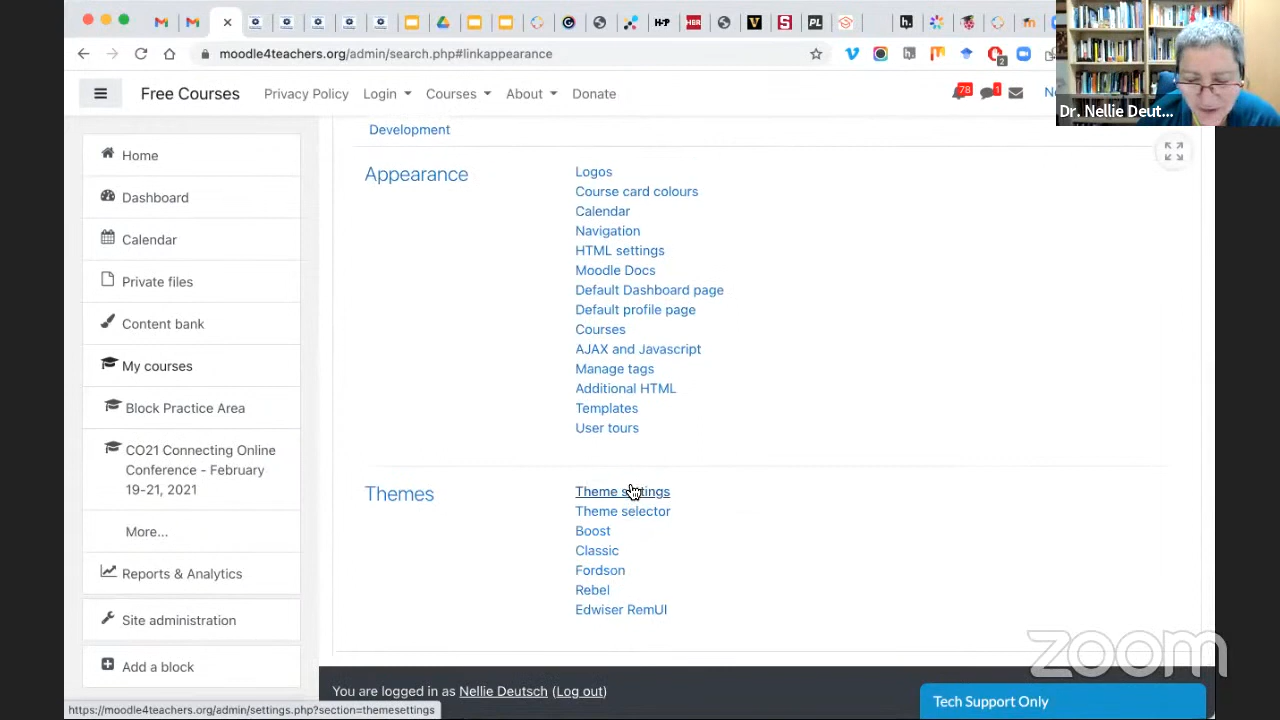 moodle4teachers.org/admin/search.php#linkappearance
2
Free Courses
Privacy Policy
Login
Courses
About
Donate
78
1
Dr. Nellie Deut...
Home
Dashboard
Calendar
Private files
Content bank
My courses
Block Practice Area
CO21 Connecting Online
Conference - February
19-21, 2021
More...
Reports & Analytics
Site administration
Add a block
Development
Appearance
Logos
Course card colours
Calendar
Navigation
HTML settings
Moodle Docs
Default Dashboard page
Default profile page
Courses
AJAX and Javascript
Manage tags
Additional HTML
Templates
User tours
Themes
Theme settings
Theme selector
Boost
Classic
Fordson
Rebel
Edwiser RemUI
zoom
You are logged in as Nellie Deutsch (Log out)
Tech Support Only
https://moodle4teachers.org/admin/settings.php?section=themesettings